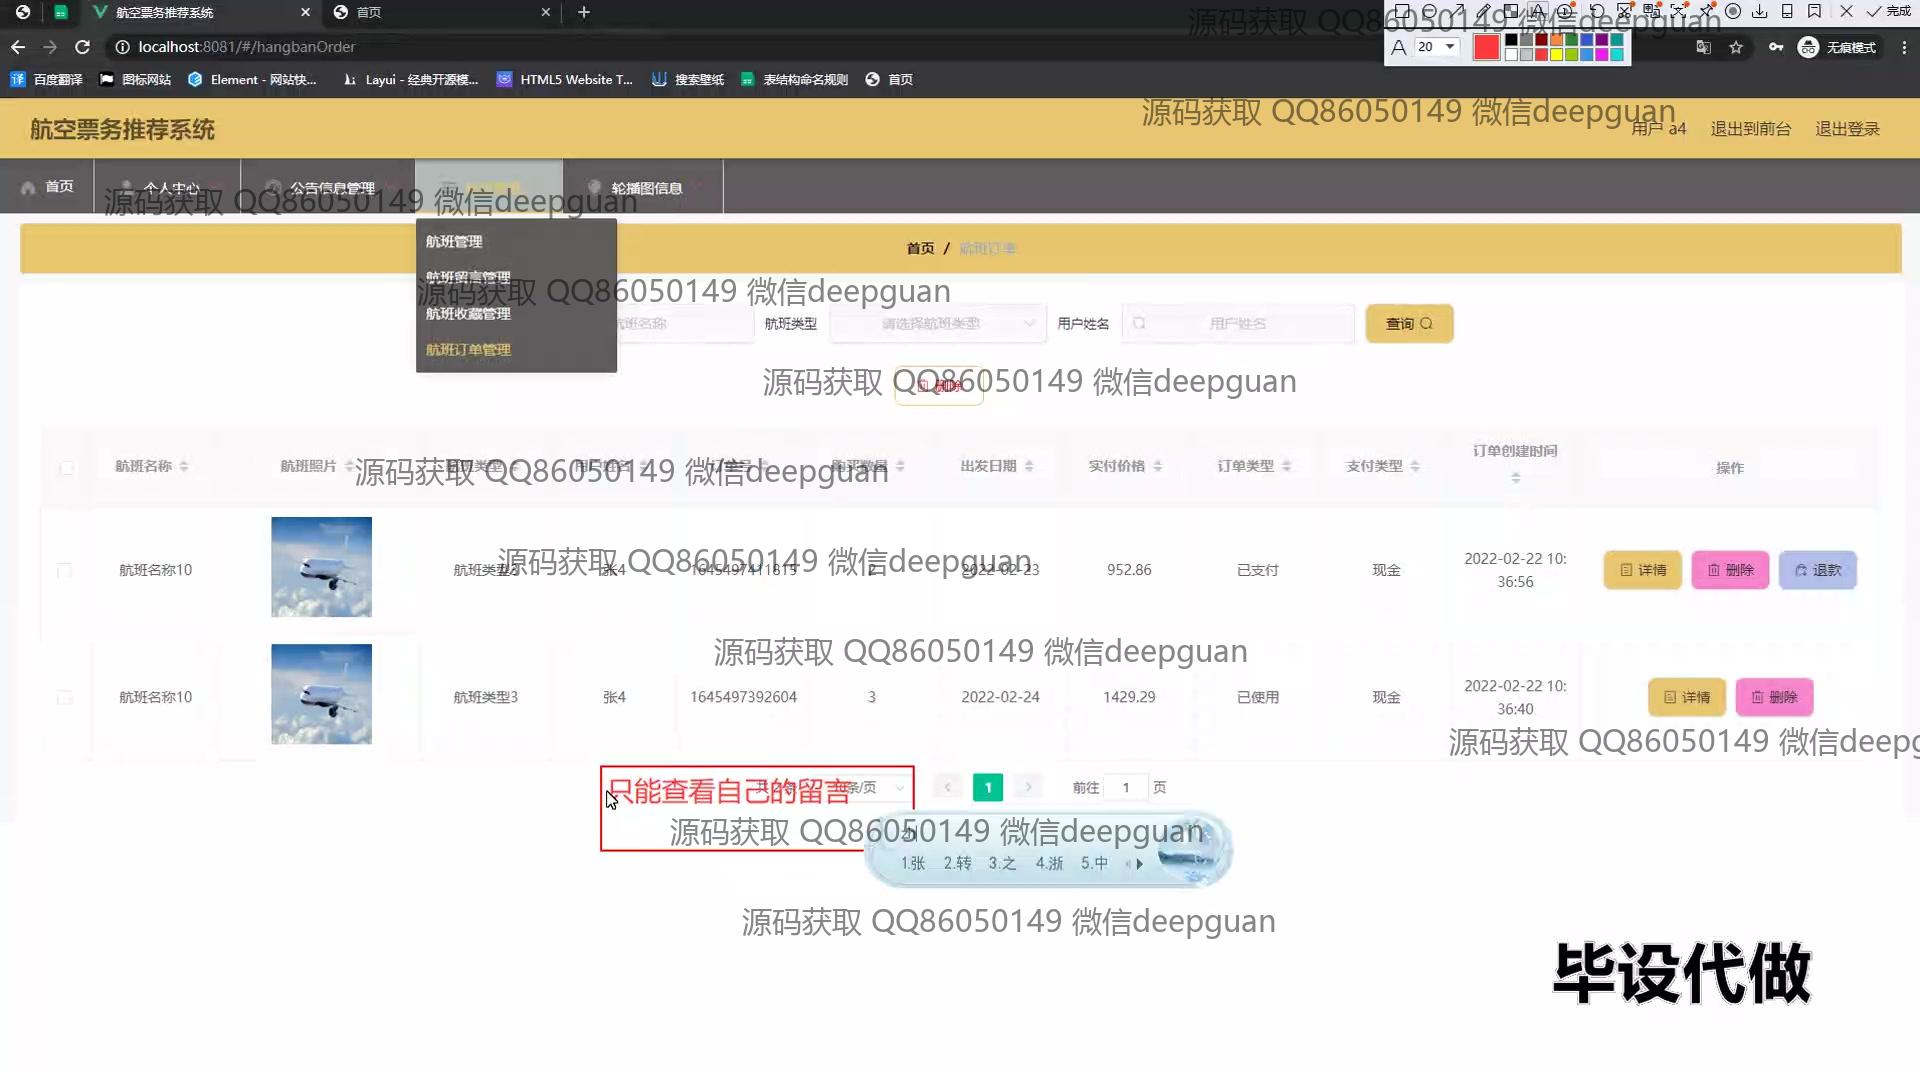 航空票务推荐系统
首页
源码获取 QQ86050149 微信deepguan
20
完成
localhost:8081/#/hangbanOrder
无痕模式
百度翻译
图标网站
Element - 网站快...
Layui - 经典开源模...
HTML5 Website T...
搜索壁纸
表结构命名规则
首页
源码获取 QQ86050149 微信deepguan
航空票务推荐系统
用户 a4
退出到前台
退出登录
首页
个人中心
公告信息管理
轮播图信息
源码获取 QQ86050149 微信deepguan
航班管理
首页 / 航班订单
航班留言管理
源码获取 QQ86050149 微信deepguan
航班收藏管理
航班名称
航班类型
请选择航班类型
用户姓名
用户姓名
查询
航班订单管理
源码获取 QQ86050149 微信deepguan
删除
航班名称
航班照片
航班类型
用户姓名
订单号
购买数量
出发日期
实付价格
订单类型
支付类型
订单创建时间
操作
源码获取 QQ86050149 微信deepguan
航班名称10
张4
1645497411815
2
2022-02-23
952.86
已支付
现金
2022-02-22 10:
36:56
详情
删除
退款
源码获取 QQ86050149 微信deepguan
源码获取 QQ86050149 微信deepguan
航班名称10
航班类型3
张4
1645497392604
3
2022-02-24
1429.29
已使用
现金
2022-02-22 10:
36:40
详情
删除
源码获取 QQ86050149 微信deepg
只能查看自己的留言
条/页
1
前往 1 页
源码获取 QQ86050149 微信deepguan
1.张 2.转 3.之 4.浙 5.中
源码获取 QQ86050149 微信deepguan
毕设代做